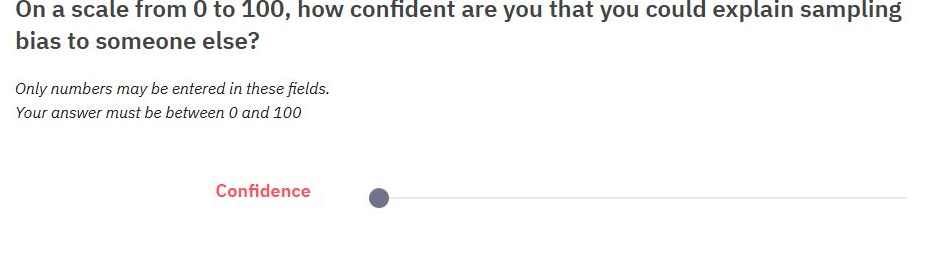 On a scale from 0 to 100, how confident are you that you could explain sampling
bias to someone else?
Only numbers may be entered in these fields.
Your answer must be between 0 and 100
Confidence